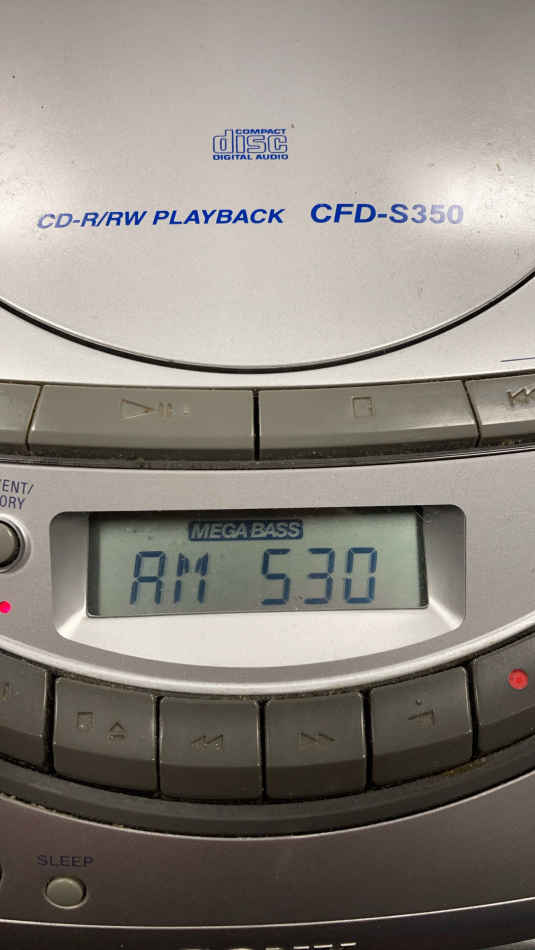 COMPACT
disc
DIGITAL AUDIO
CD-R/RW PLAYBACK CFD-S350
MEGA BASS
AM 530
SLEEP